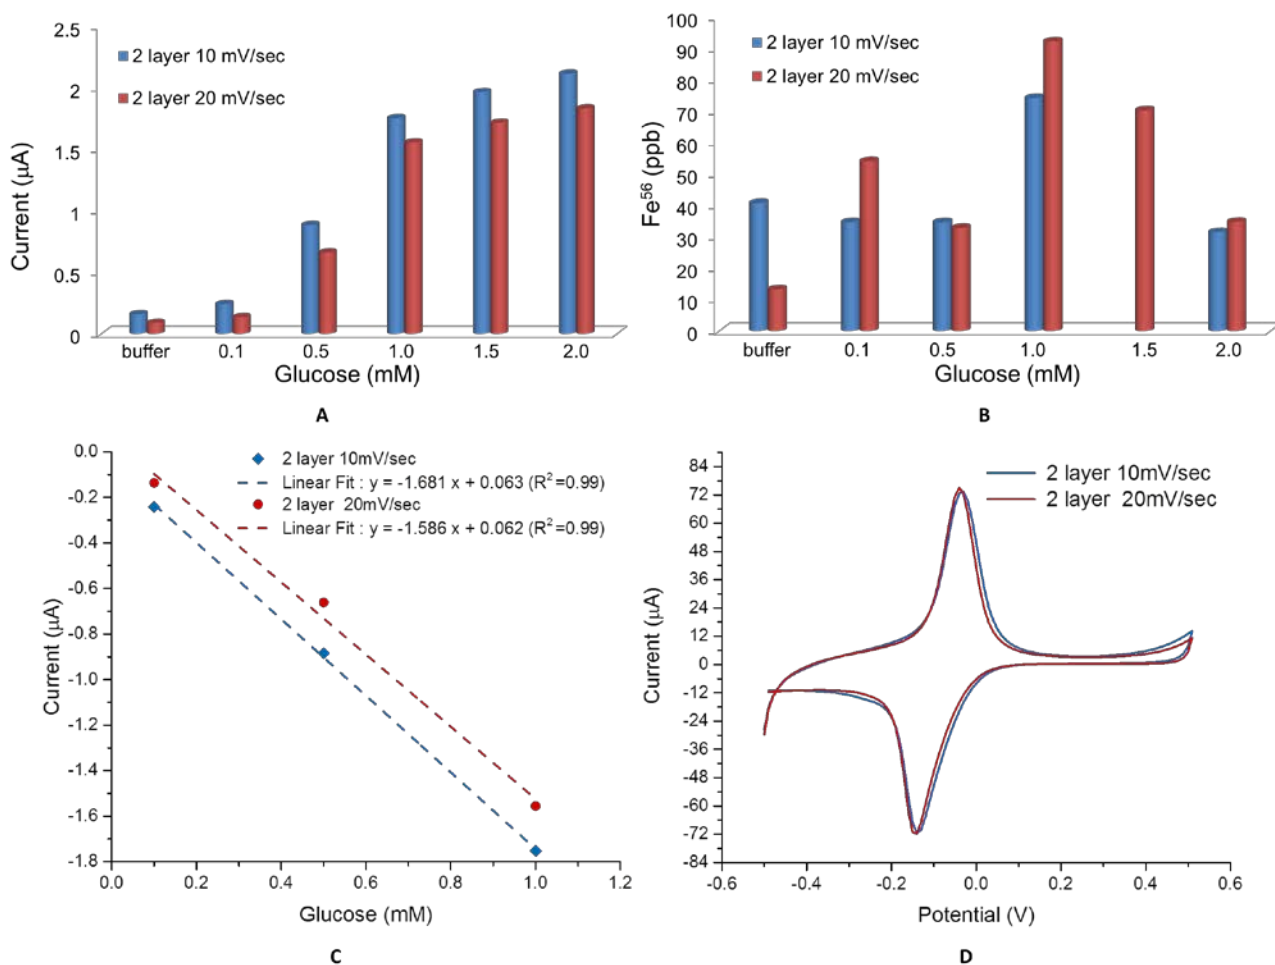 2.5
2
1.5
1
0.5
0
Current (μA)
2 layer 10 mV/sec
2 layer 20 mV/sec
buffer 0.1 0.5 1.0 1.5 2.0
Glucose (mM)
A
100
90
80
70
60
50
40
30
20
10
0
Fe⁵⁶ (ppb)
2 layer 10 mV/sec
2 layer 20 mV/sec
buffer 0.1 0.5 1.0 1.5 2.0
Glucose (mM)
B
0.0
-0.2
-0.4
-0.6
-0.8
-1.0
-1.2
-1.4
-1.6
-1.8
Current (μA)
2 layer 10mV/sec
Linear Fit : y = -1.681 x + 0.063 (R²=0.99)
2 layer 20mV/sec
Linear Fit : y = -1.586 x + 0.062 (R²=0.99)
0.0 0.2 0.4 0.6 0.8 1.0 1.2
Glucose (mM)
C
84
72
60
48
36
24
12
0
-12
-24
-36
-48
-60
-72
-84
Current (μA)
2 layer 10mV/sec
2 layer 20mV/sec
-0.6 -0.4 -0.2 0.0 0.2 0.4 0.6
Potential (V)
D